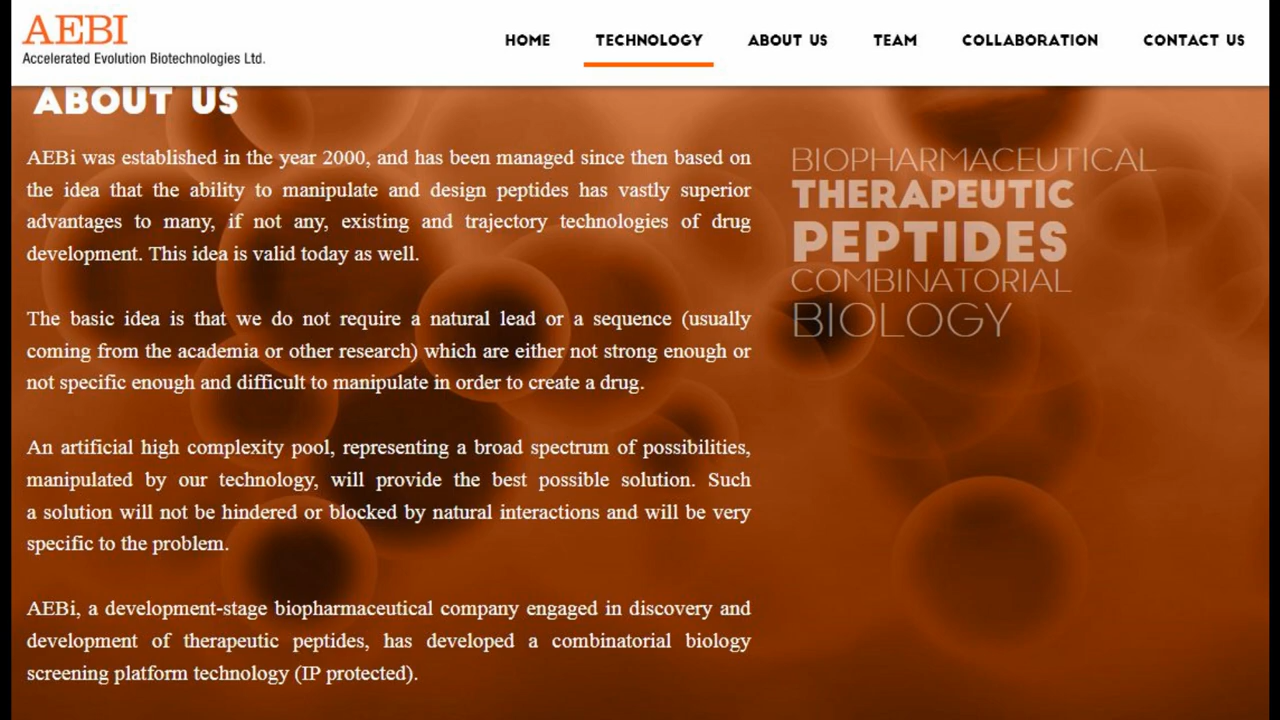 AEBI
Accelerated Evolution Biotechnologies Ltd.
HOME TECHNOLOGY ABOUT US TEAM COLLABORATION CONTACT US
ABOUT US
AEBi was established in the year 2000, and has been managed since then based on
the idea that the ability to manipulate and design peptides has vastly superior
advantages to many, if not any, existing and trajectory technologies of drug
development. This idea is valid today as well.
The basic idea is that we do not require a natural lead or a sequence (usually
coming from the academia or other research) which are either not strong enough or
not specific enough and difficult to manipulate in order to create a drug.
An artificial high complexity pool, representing a broad spectrum of possibilities,
manipulated by our technology, will provide the best possible solution. Such
a solution will not be hindered or blocked by natural interactions and will be very
specific to the problem.
AEBi, a development-stage biopharmaceutical company engaged in discovery and
development of therapeutic peptides, has developed a combinatorial biology
screening platform technology (IP protected).
BIOPHARMACEUTICAL
THERAPEUTIC
PEPTIDES
COMBINATORIAL
BIOLOGY